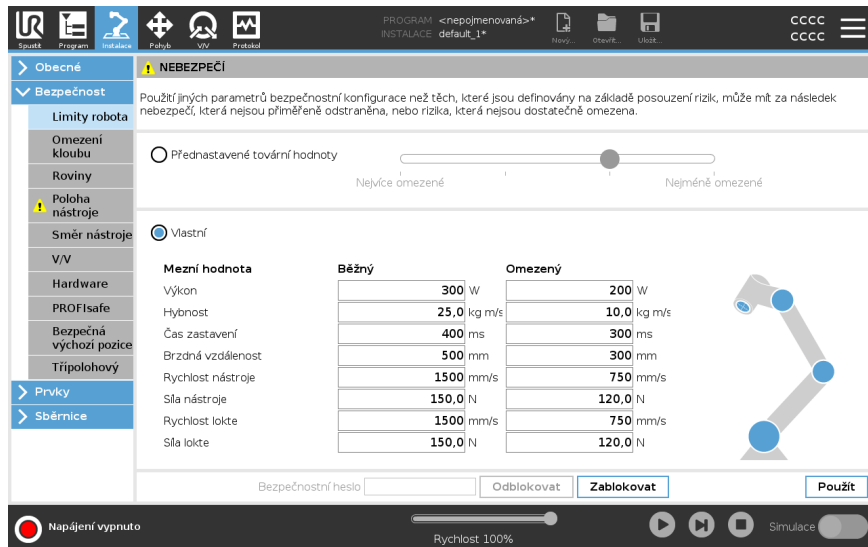 UR
Spustit
Program
Instalace
Pohyb
V/V
Protokol
PROGRAM <nepojmenovaná>*
INSTALACE default_1*
Nový...
Otevřít...
Uložit...
cccc
cccc
Obecné
Bezpečnost
Limity robota
Omezení
kloubu
Roviny
Poloha
nástroje
Směr nástroje
V/V
Hardware
PROFIsafe
Bezpečná
výchozí pozice
Třípolohový
Prvky
Sběrnice
NEBEZPEČÍ
Použití jiných parametrů bezpečnostní konfigurace než těch, které jsou definovány na základě posouzení rizik, může mít za následek
nebezpečí, která nejsou přiměřeně odstraněna, nebo rizika, která nejsou dostatečně omezena.
Přednastavené tovární hodnoty
Nejvíce omezené Nejméně omezené
Vlastní
Mezní hodnota Běžný Omezený
Výkon 300 W 200 W
Hybnost 25,0 kg m/s 10,0 kg m/s
Čas zastavení 400 ms 300 ms
Brzdná vzdálenost 500 mm 300 mm
Rychlost nástroje 1500 mm/s 750 mm/s
Síla nástroje 150,0 N 120,0 N
Rychlost lokte 1500 mm/s 750 mm/s
Síla lokte 150,0 N 120,0 N
Bezpečnostní heslo Odblokovat Zablokovat Použít
Napájení vypnuto
Rychlost 100%
Simulace